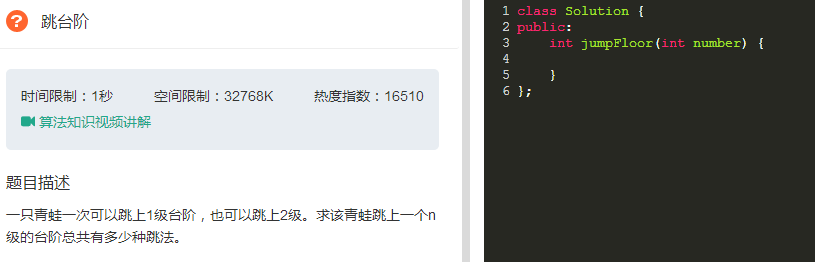 跳台阶
时间限制：1秒 空间限制：32768K 热度指数：16510
算法知识视频讲解
题目描述
一只青蛙一次可以跳上1级台阶，也可以跳上2级。求该青蛙跳上一个n
级的台阶总共有多少种跳法。
1 class Solution {
2 public:
3     int jumpFloor(int number) {
4
5     }
6 };